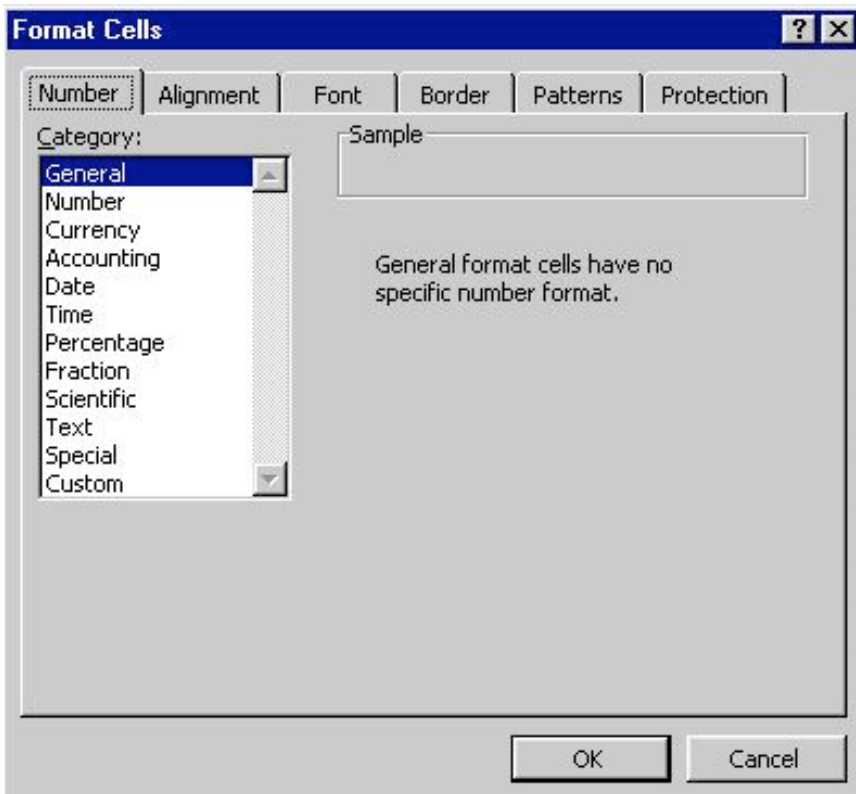 Format Cells
Number Alignment Font Border Patterns Protection
Category:
General
Number
Currency
Accounting
Date
Time
Percentage
Fraction
Scientific
Text
Special
Custom
Sample
General format cells have no
specific number format.
OK Cancel